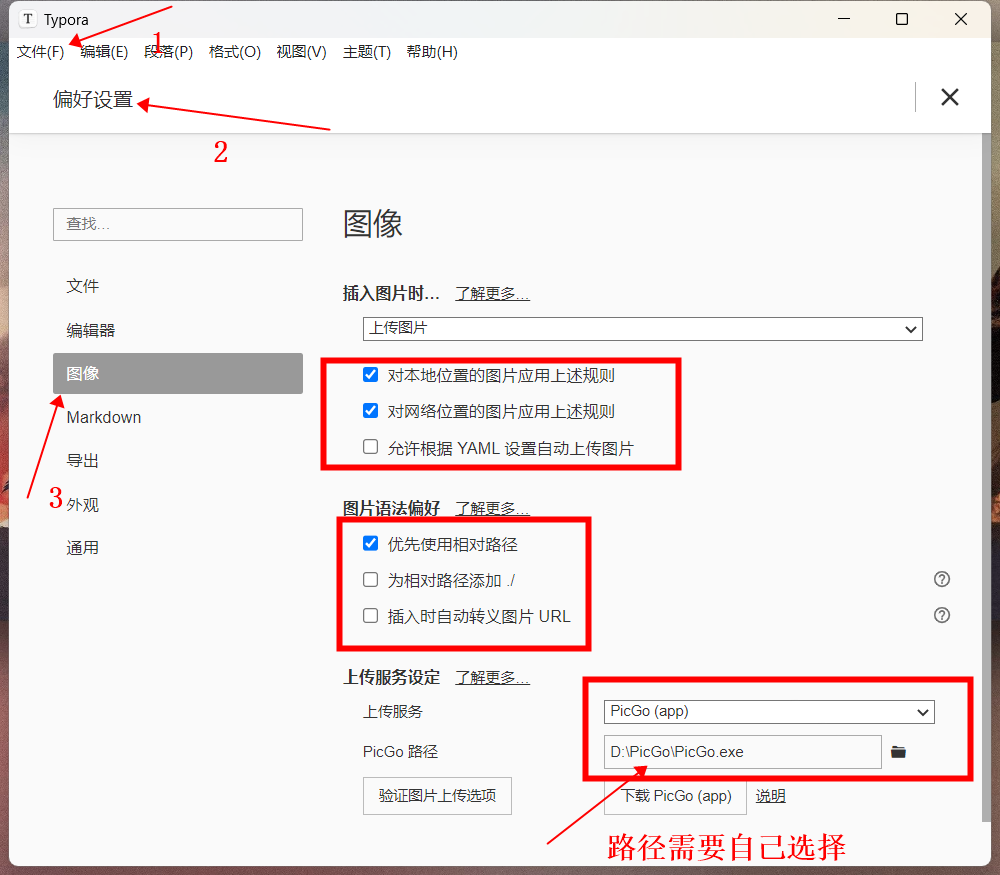 Typora
文件(F) 编辑(E) 段落(P) 格式(O) 视图(V) 主题(T) 帮助(H)
1
偏好设置
2
查找...
文件
编辑器
图像
Markdown
导出
3
外观
通用
图像
插入图片时... 了解更多...
上传图片
对本地位置的图片应用上述规则
对网络位置的图片应用上述规则
允许根据 YAML 设置自动上传图片
图片语法偏好 了解更多...
优先使用相对路径
为相对路径添加 ./
插入时自动转义图片 URL
上传服务设定 了解更多...
上传服务 PicGo (app)
PicGo 路径 D:\PicGo\PicGo.exe
验证图片上传选项 下载 PicGo (app) 说明
路径需要自己选择